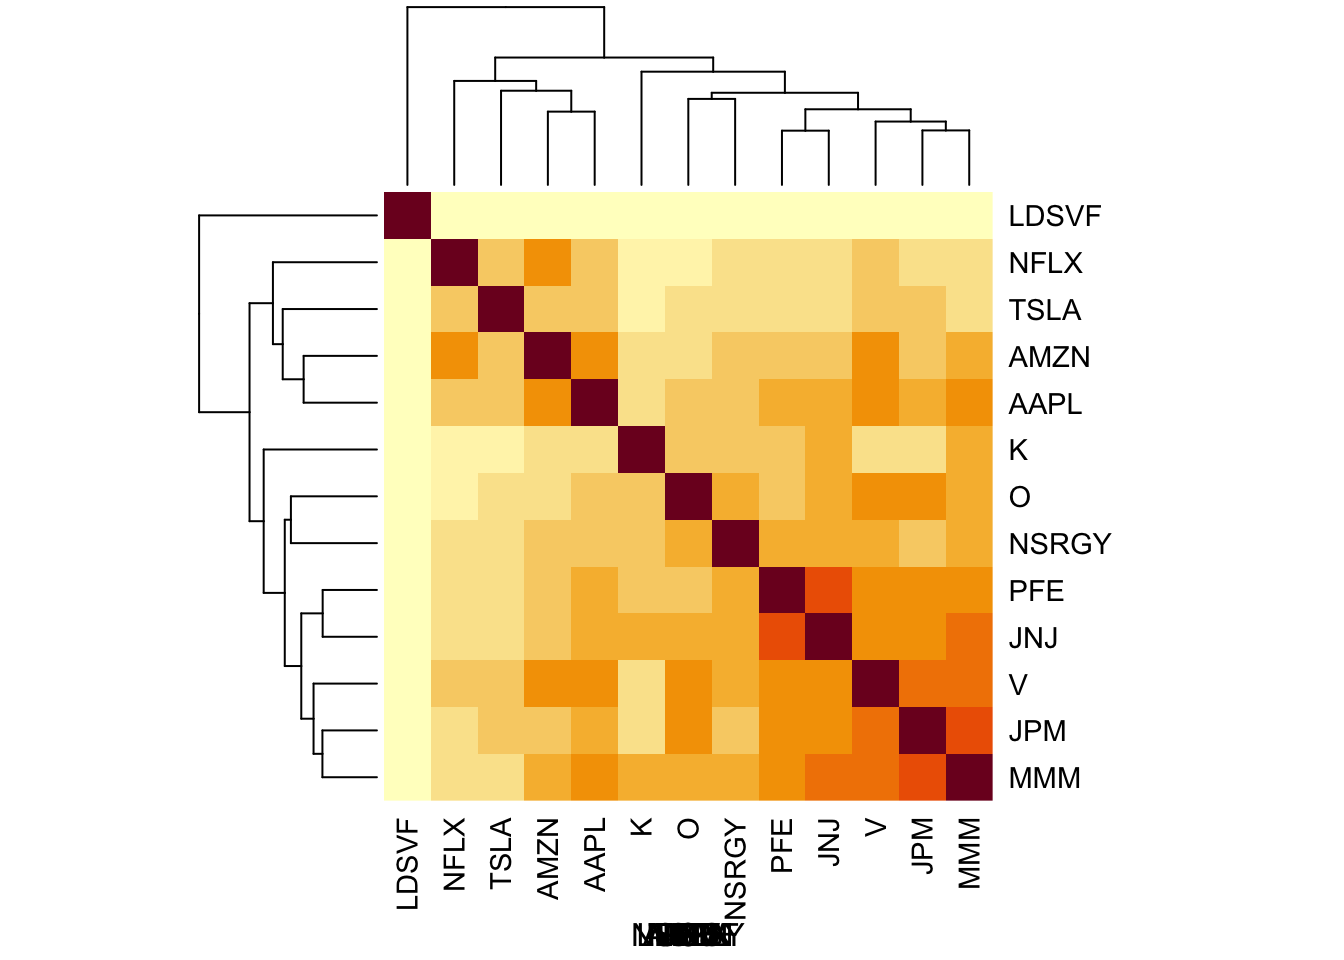 LDSVF
NFLX
TSLA
AMZN
AAPL
K
O
NSRGY
PFE
JNJ
V
JPM
MMM
LDSVF NFLX TSLA AMZN AAPL K O NSRGY PFE JNJ V JPM MMM